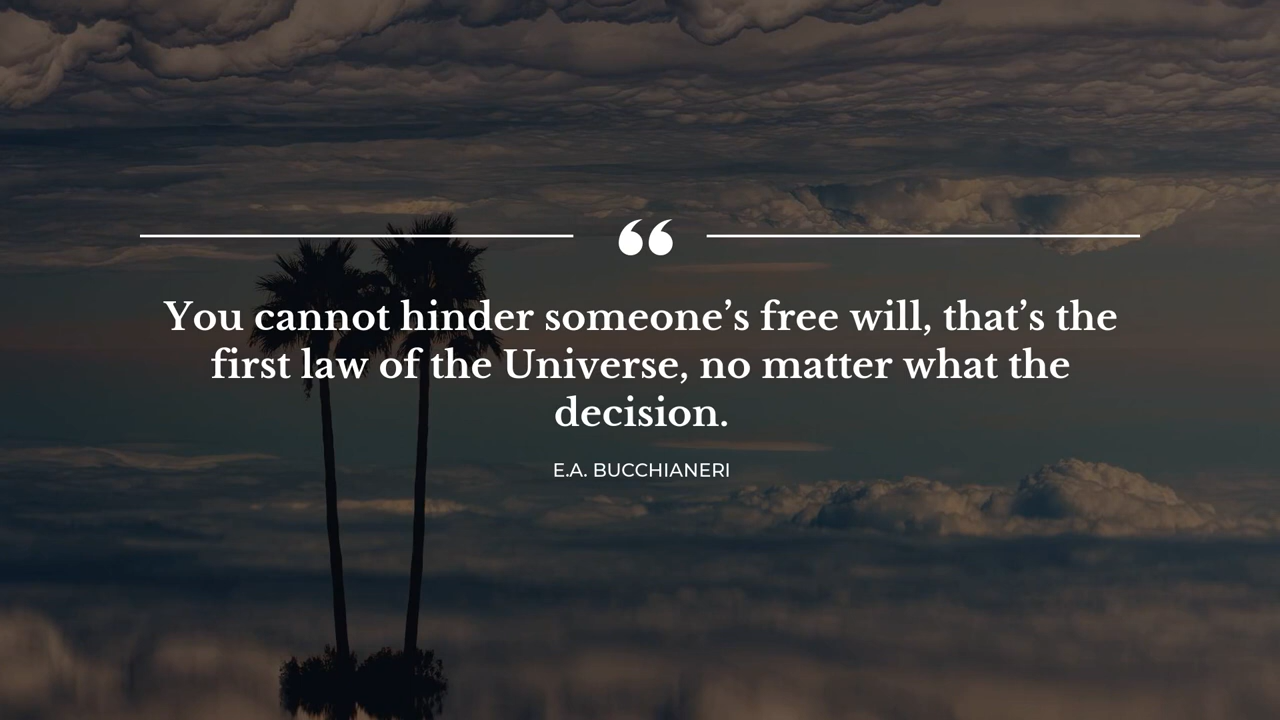 “
You cannot hinder someone’s free will, that’s the
first law of the Universe, no matter what the
decision.
E.A. BUCCHIANERI